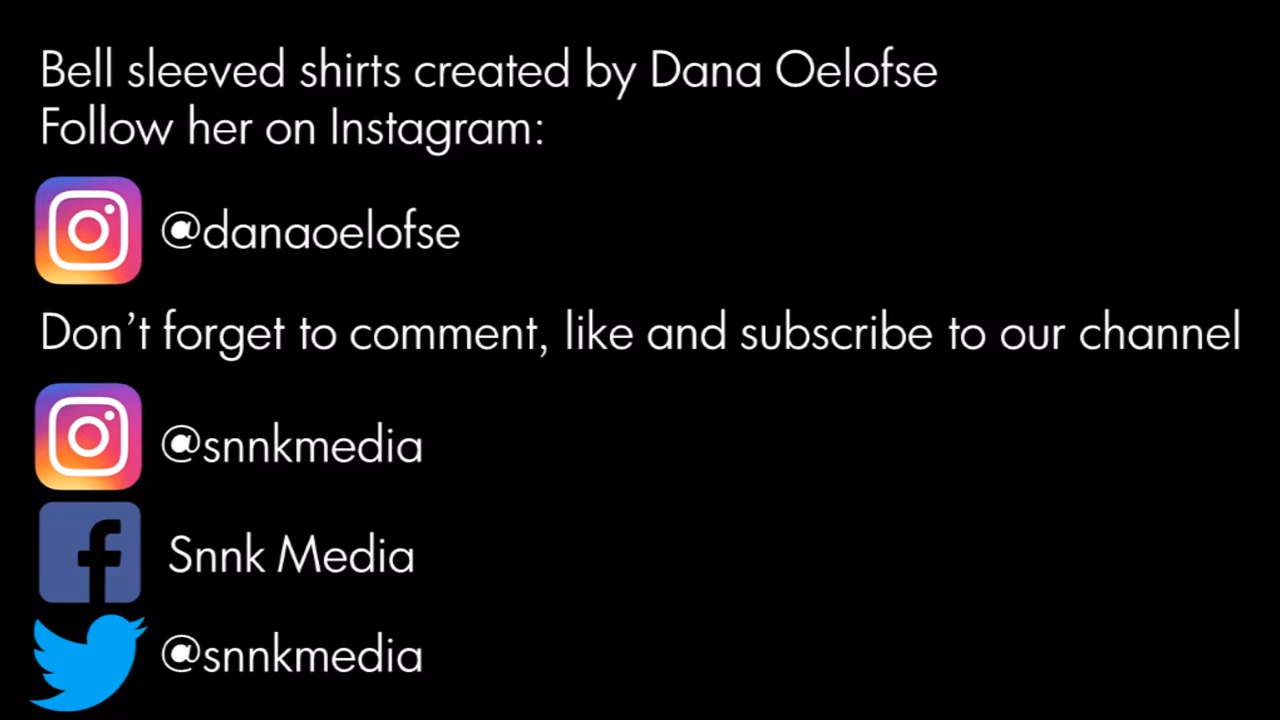 Bell sleeved shirts created by Dana Oelofse
Follow her on Instagram:
@danaoelofse
Don’t forget to comment, like and subscribe to our channel
@snnkmedia
Snnk Media
@snnkmedia